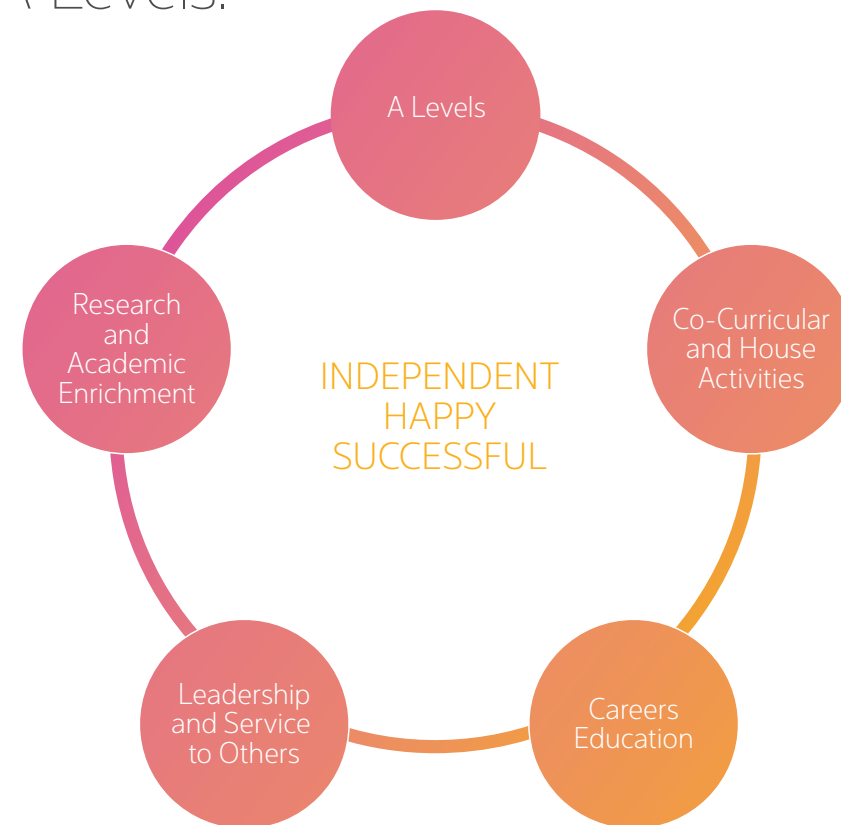 A Levels.
A Levels
Research
and
Academic
Enrichment
Co-Curricular
and House
Activities
INDEPENDENT
HAPPY
SUCCESSFUL
Leadership
and Service
to Others
Careers
Education